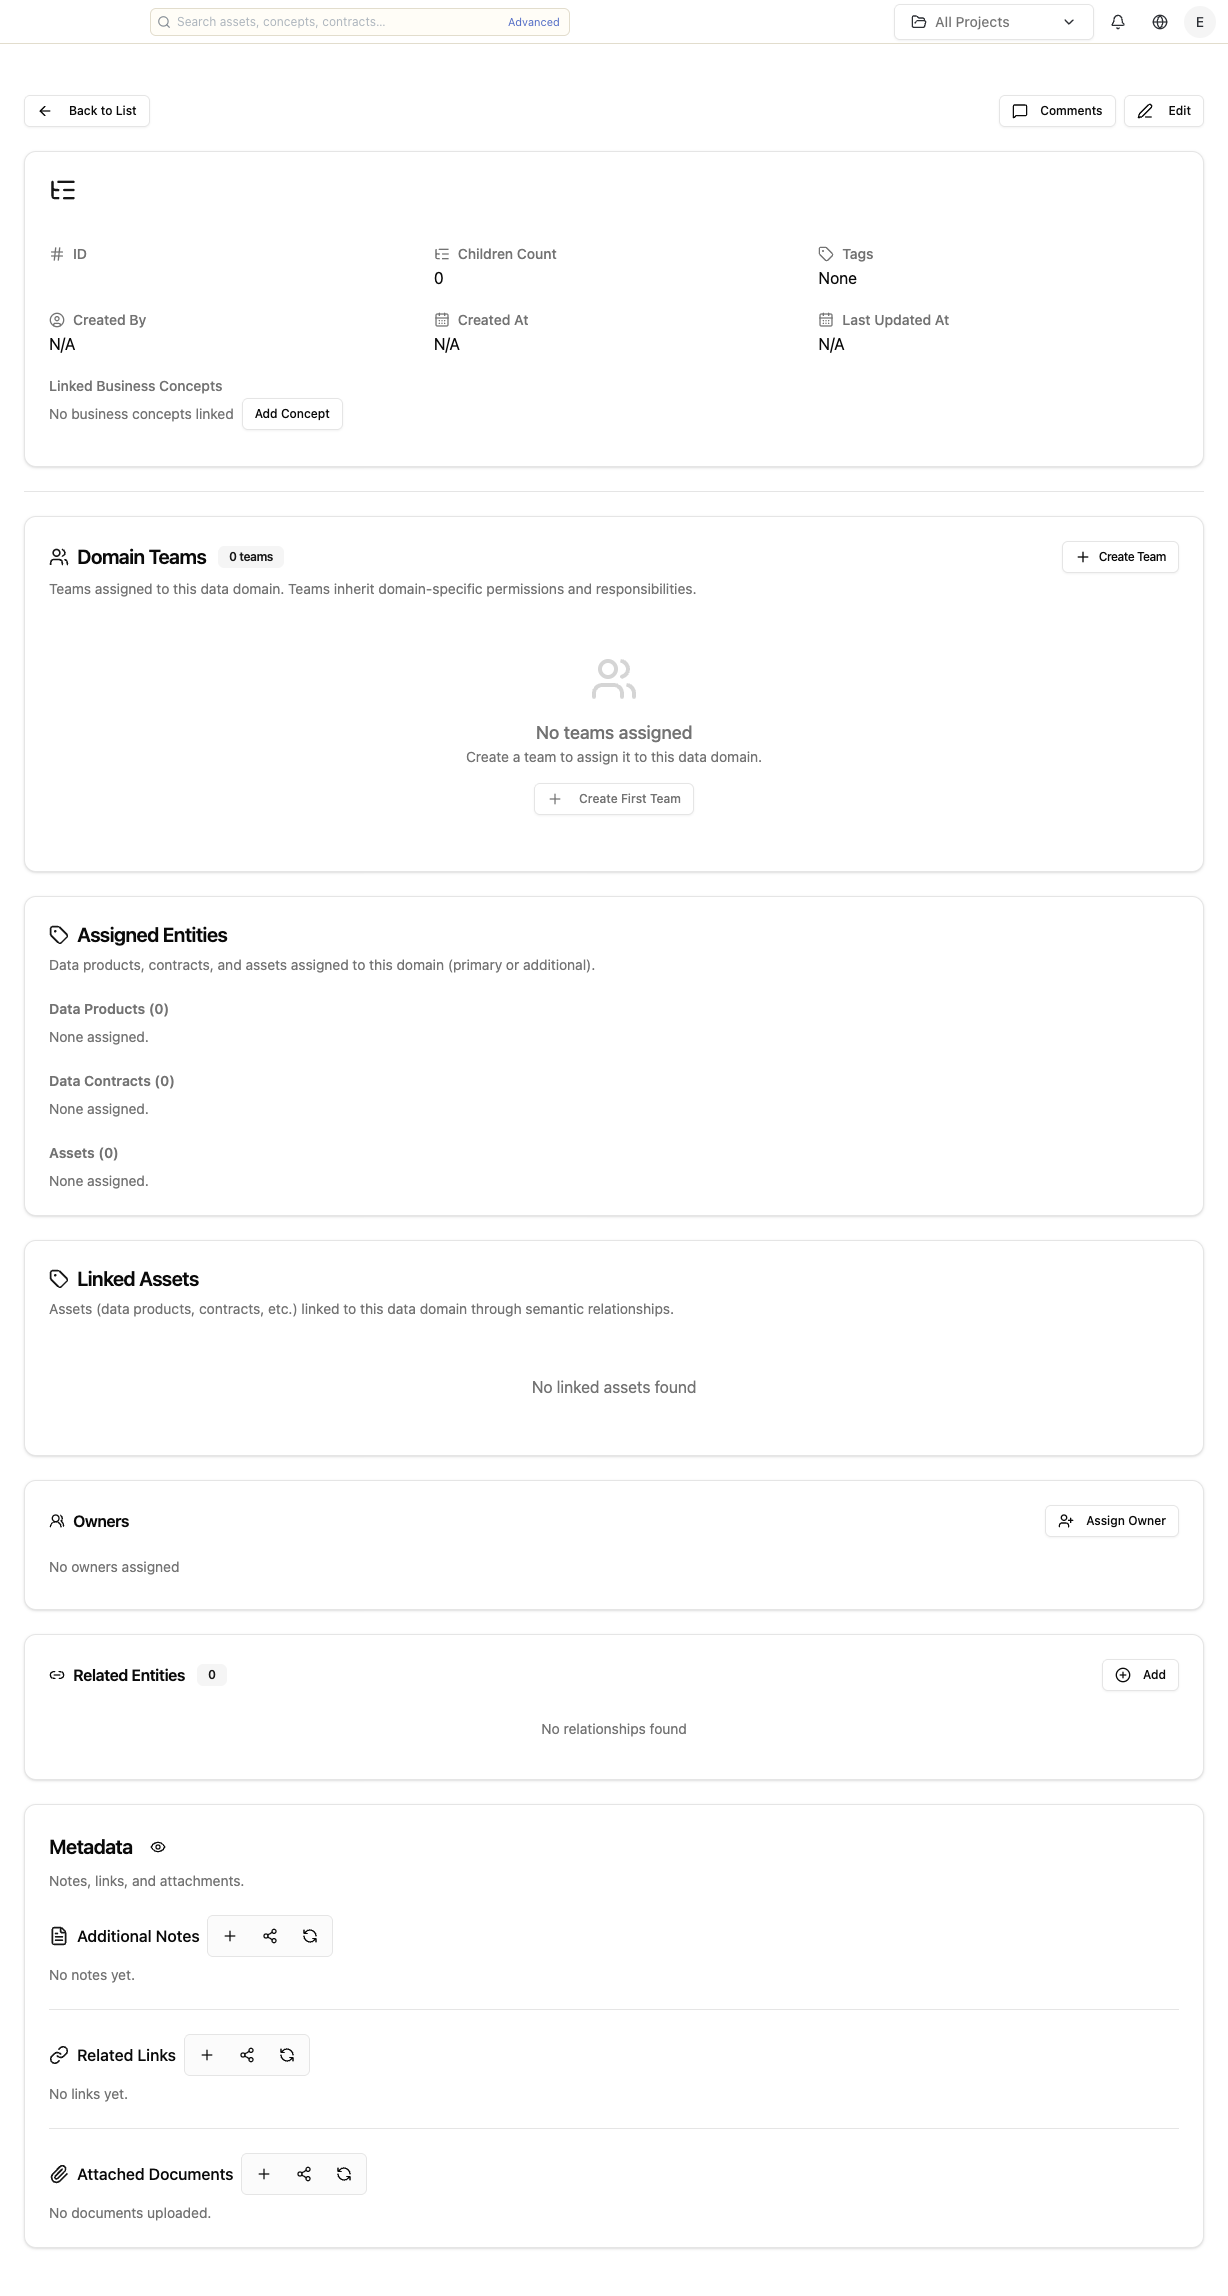 Search assets, concepts, contracts...
Advanced
All Projects
E
Back to List
Comments
Edit
ID
Children Count
0
Tags
None
Created By
N/A
Created At
N/A
Last Updated At
N/A
Linked Business Concepts
No business concepts linked
Add Concept
Domain Teams
0 teams
Create Team
Teams assigned to this data domain. Teams inherit domain-specific permissions and responsibilities.
No teams assigned
Create a team to assign it to this data domain.
Create First Team
Assigned Entities
Data products, contracts, and assets assigned to this domain (primary or additional).
Data Products (0)
None assigned.
Data Contracts (0)
None assigned.
Assets (0)
None assigned.
Linked Assets
Assets (data products, contracts, etc.) linked to this data domain through semantic relationships.
No linked assets found
Owners
Assign Owner
No owners assigned
Related Entities
0
Add
No relationships found
Metadata
Notes, links, and attachments.
Additional Notes
No notes yet.
Related Links
No links yet.
Attached Documents
No documents uploaded.